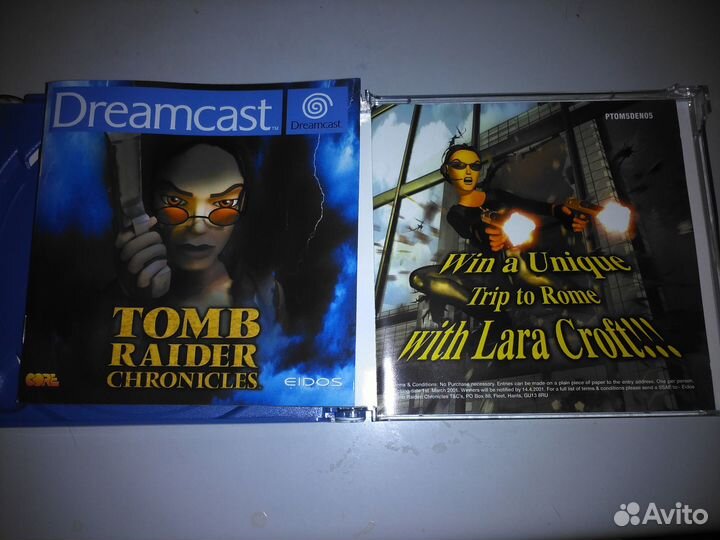 Dreamcast™
Dreamcast
TOMB
RAIDER
CHRONICLES
CORE
EIDOS
PTOM5DEN05
Win a Unique
Trip to Rome
with Lara Croft!!!
& Conditions: No Purchase necessary. Entries can be made on a plain piece of paper to the entry address. One per person.
date 1st. March 2001. Winners will be notified by 14.4.2001. For a full list of terms & conditions please send a SSAE to - Eidos
Raider Chronicles T&C's, PO Box 88, Fleet, Hants, GU13 8RU
Avito